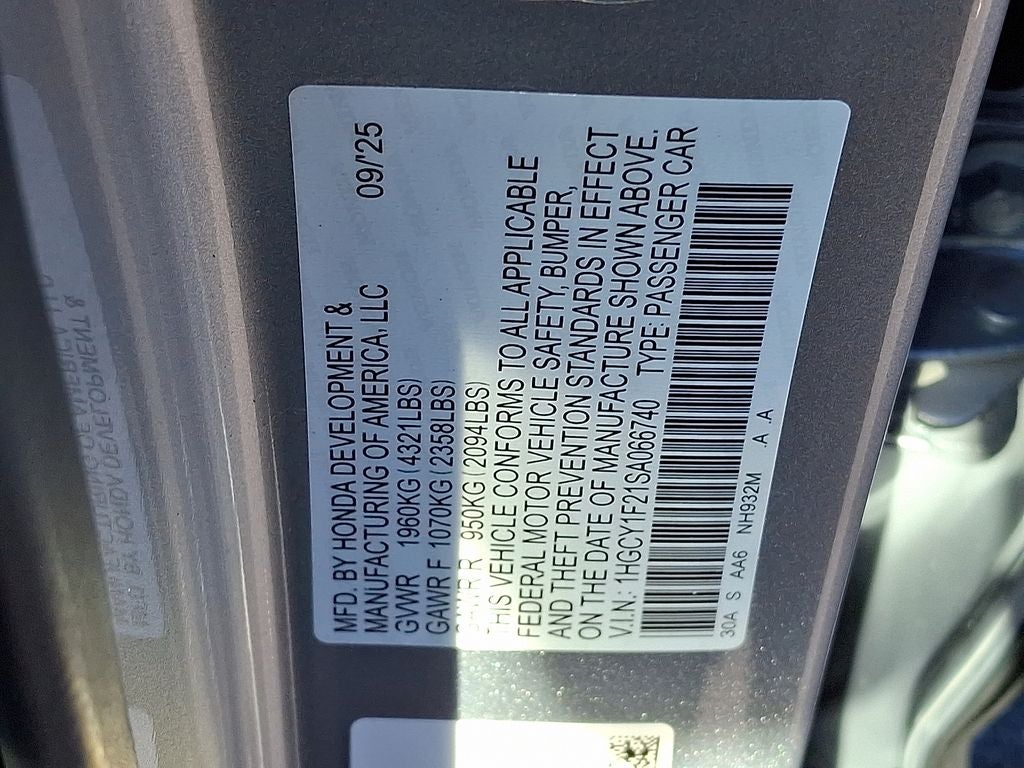 MFD. BY HONDA DEVELOPMENT &
MANUFACTURING OF AMERICA, LLC 09/'25
GVWR 1960KG (4321LBS)
GAWR F 1070KG (2358LBS)
GAWR R 950KG (2094LBS)
THIS VEHICLE CONFORMS TO ALL APPLICABLE
FEDERAL MOTOR VEHICLE SAFETY, BUMPER,
AND THEFT PREVENTION STANDARDS IN EFFECT
ON THE DATE OF MANUFACTURE SHOWN ABOVE.
V.I.N.: 1HGCY1F21SA066740 TYPE: PASSENGER CAR
30A S AA6 NH932M .A .A